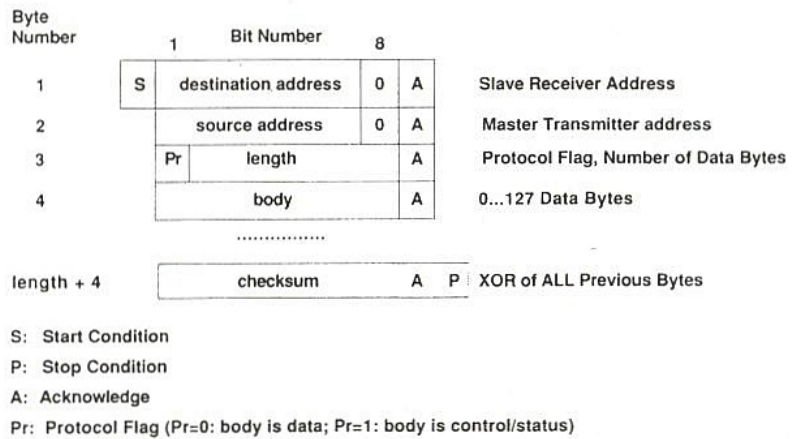 Byte
Number
Bit Number
1 8
1 S destination address 0 A Slave Receiver Address
2 source address 0 A Master Transmitter address
3 Pr length A Protocol Flag, Number of Data Bytes
4 body A 0...127 Data Bytes
................
length + 4 checksum A P XOR of ALL Previous Bytes
S: Start Condition
P: Stop Condition
A: Acknowledge
Pr: Protocol Flag (Pr=0: body is data; Pr=1: body is control/status)